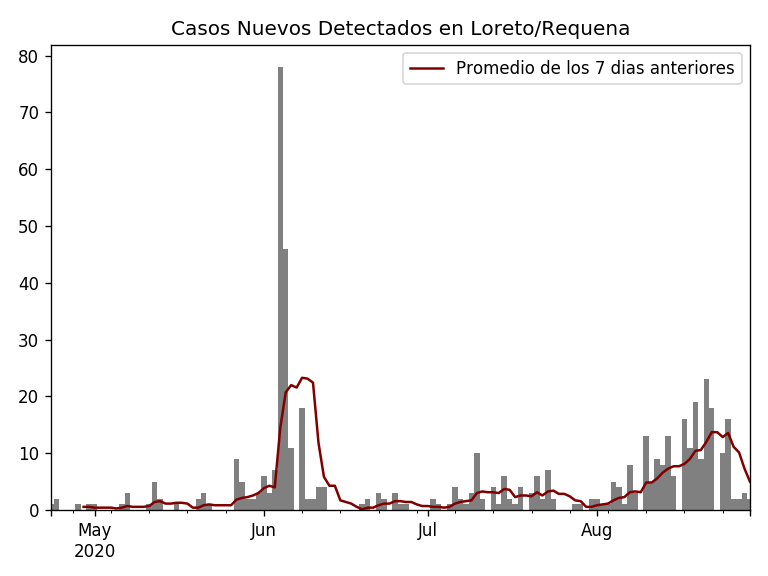 Casos Nuevos Detectados en Loreto/Requena
Promedio de los 7 dias anteriores
80
70
60
50
40
30
20
10
0
May
2020
Jun
Jul
Aug